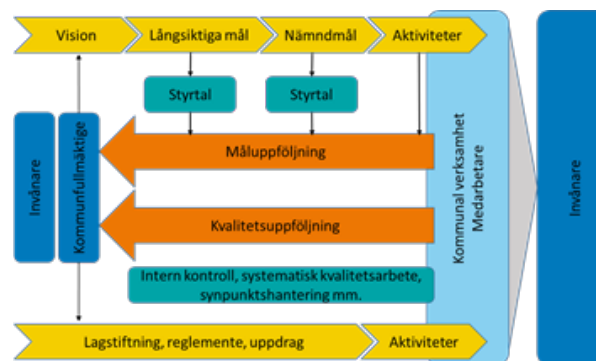 Vision
Långsiktiga mål
Nämndmål
Aktiviteter
Styrtal
Styrtal
Invånare
Kommunfullmäktige
Måluppföljning
Kvalitetsuppföljning
Intern kontroll, systematisk kvalitetsarbete,
synpunktshantering mm.
Kommunal verksamhet
Medarbetare
Invånare
Lagstiftning, reglemente, uppdrag
Aktiviteter